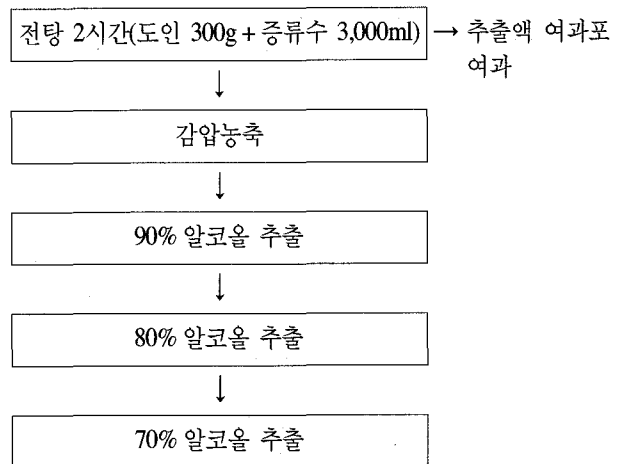 전탕 2시간(도인 300g + 증류수 3,000ml) → 추출액 여과포
여과
↓
감압농축
↓
90% 알코올 추출
↓
80% 알코올 추출
↓
70% 알코올 추출